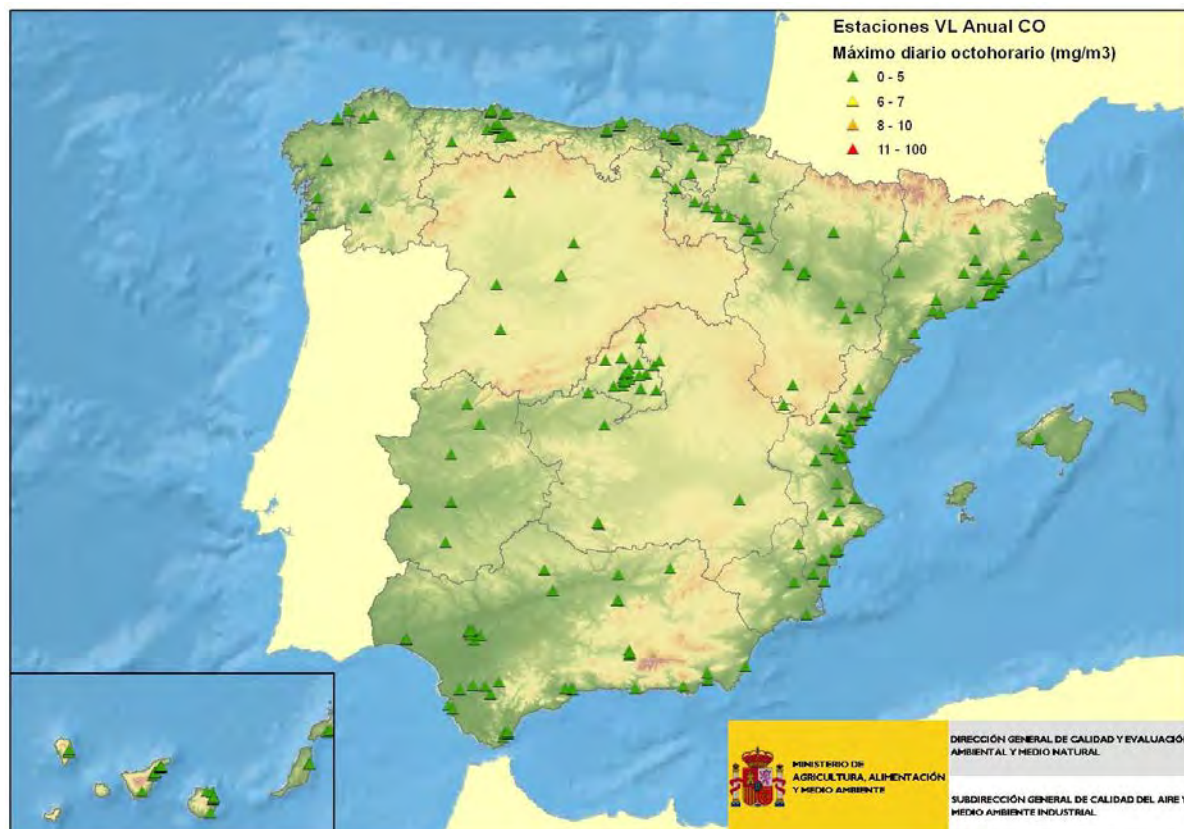 Estaciones VL Anual CO
Máximo diario octohorario (mg/m3)
0 - 5
6 - 7
8 - 10
11 - 100
MINISTERIO DE
AGRICULTURA, ALIMENTACIÓN
Y MEDIO AMBIENTE
DIRECCIÓN GENERAL DE CALIDAD Y EVALUACIÓ
AMBIENTAL Y MEDIO NATURAL
SUBDIRECCIÓN GENERAL DE CALIDAD DEL AIRE Y
MEDIO AMBIENTE INDUSTRIAL